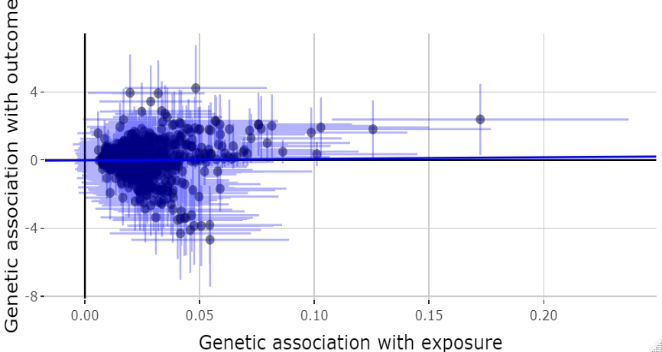 Genetic association with outcome
4
0
-4
-8
0.00 0.05 0.10 0.15 0.20
Genetic association with exposure